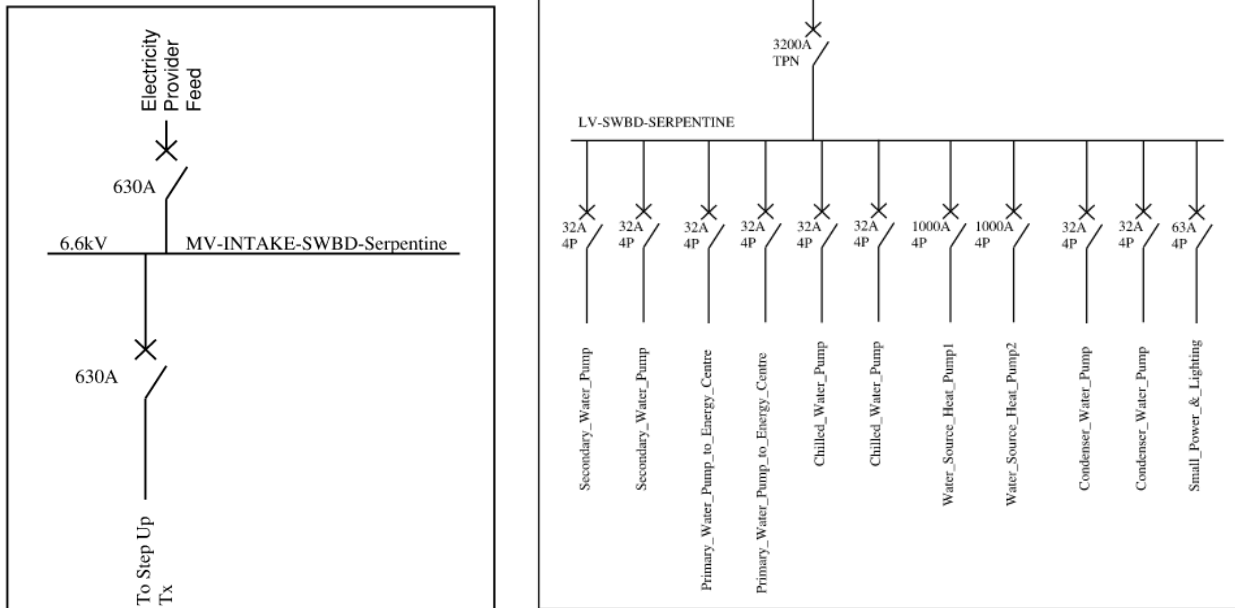 Electricity
Provider
Feed
630A
6.6kV
MV-INTAKE-SWBD-Serpentine
630A
To Step Up
Tx
3200A
TPN
LV-SWBD-SERPENTINE
32A
4P
32A
4P
32A
4P
32A
4P
32A
4P
32A
4P
1000A
4P
1000A
4P
32A
4P
32A
4P
63A
4P
Secondary_Water_Pump
Secondary_Water_Pump
Primary_Water_Pump_to_Energy_Centre
Primary_Water_Pump_to_Energy_Centre
Chilled_Water_Pump
Chilled_Water_Pump
Water_Source_Heat_Pump1
Water_Source_Heat_Pump2
Condenser_Water_Pump
Condenser_Water_Pump
Small_Power_&_Lighting